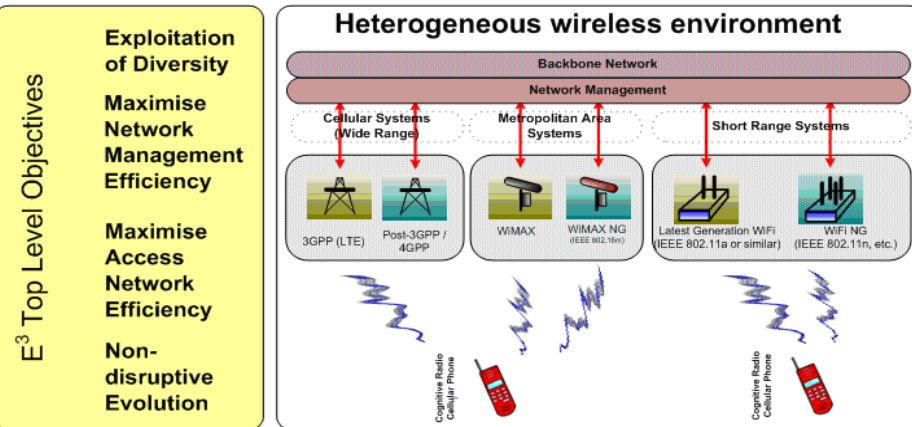 E³ Top Level Objectives
Exploitation
of Diversity
Maximise
Network
Management
Efficiency
Maximise
Access
Network
Efficiency
Non-
disruptive
Evolution
Heterogeneous wireless environment
Backbone Network
Network Management
Cellular Systems
(Wide Range)
Metropolitan Area
Systems
Short Range Systems
3GPP (LTE)
Post-3GPP /
4GPP
WiMAX
WiMAX NG
(IEEE 802.16m)
Latest Generation WiFi
(IEEE 802.11a or similar)
WiFi NG
(IEEE 802.11n, etc.)
Cognitive Radio
Cellular Phone
Cognitive Radio
Cellular Phone